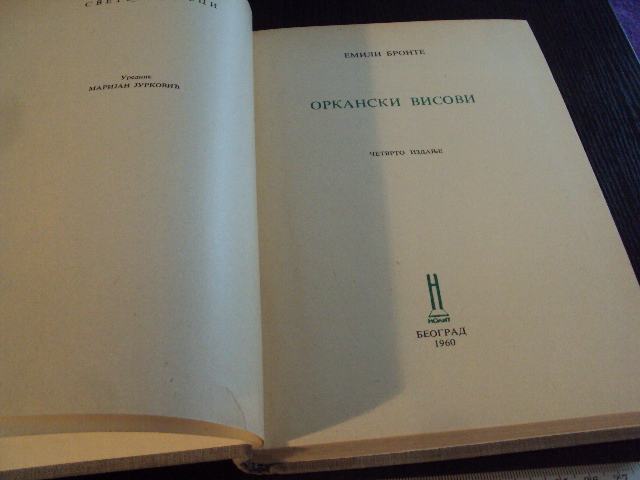 Уредник
МАРИЈАН ЈУРКОВИЋ
ЕМИЛИ БРОНТЕ
ОРКАНСКИ ВИСОВИ
ЧЕТВРТО ИЗДАЊЕ
НОЛИТ
БЕОГРАД
1960